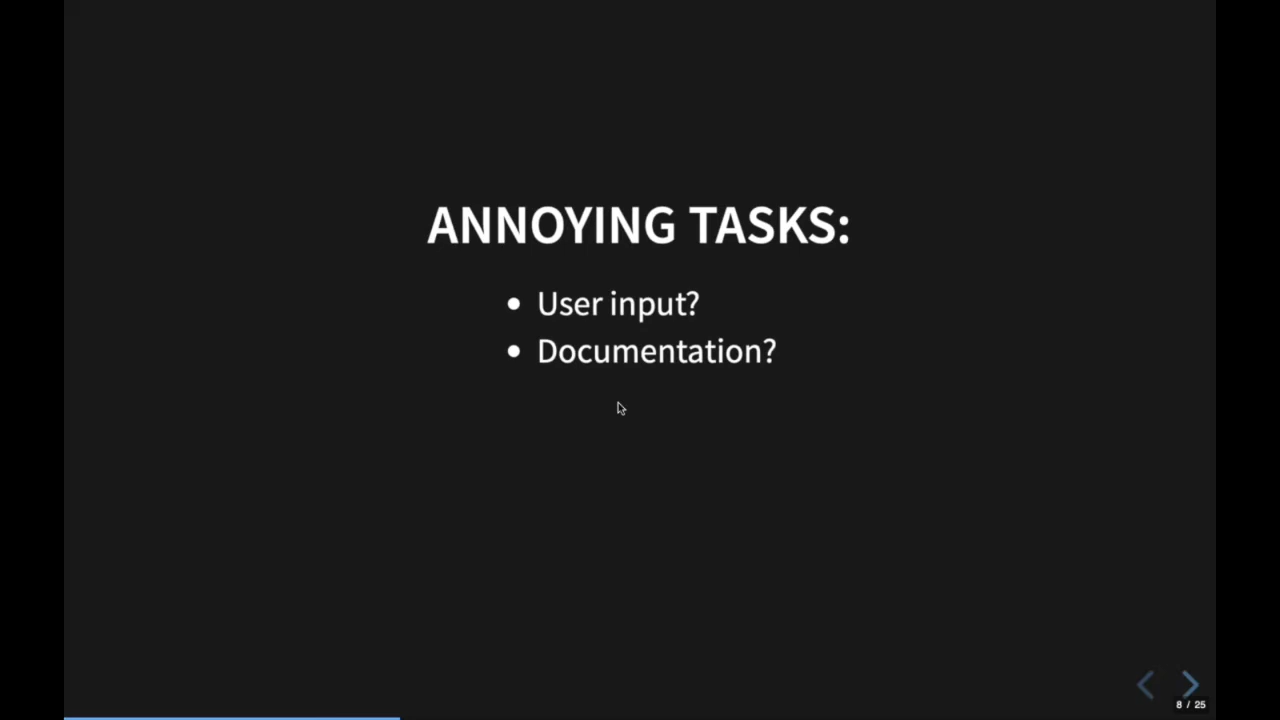 ANNOYING TASKS:
• User input?
• Documentation?
8 / 25